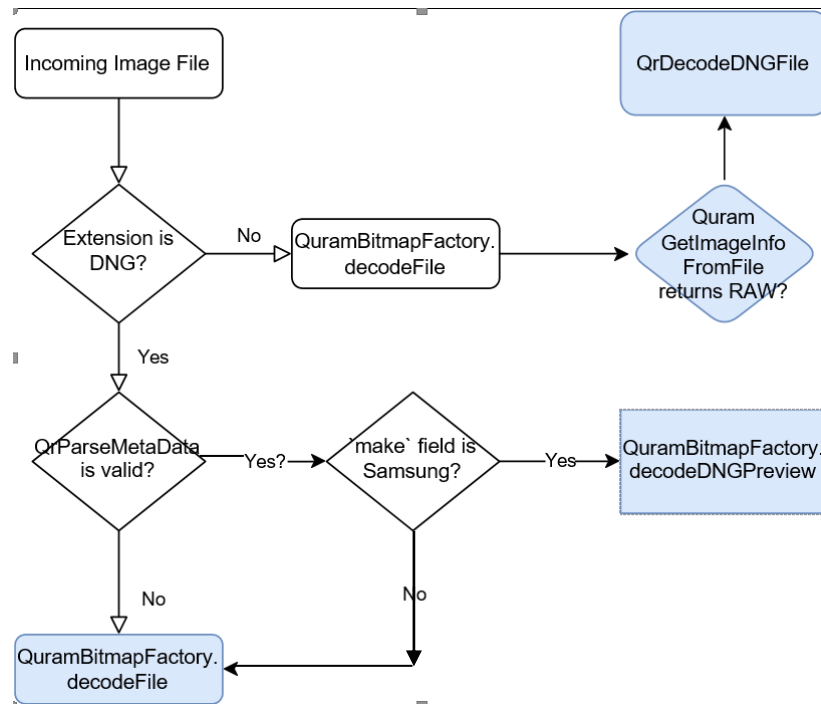 Incoming Image File
QrDecodeDNGFile
Extension is
DNG?
No
QuramBitmapFactory.
decodeFile
Quram
GetImageInfo
FromFile
returns RAW?
Yes
QrParseMetaData
is valid?
Yes?
`make` field is
Samsung?
Yes
QuramBitmapFactory.
decodeDNGPreview
No
No
QuramBitmapFactory.
decodeFile